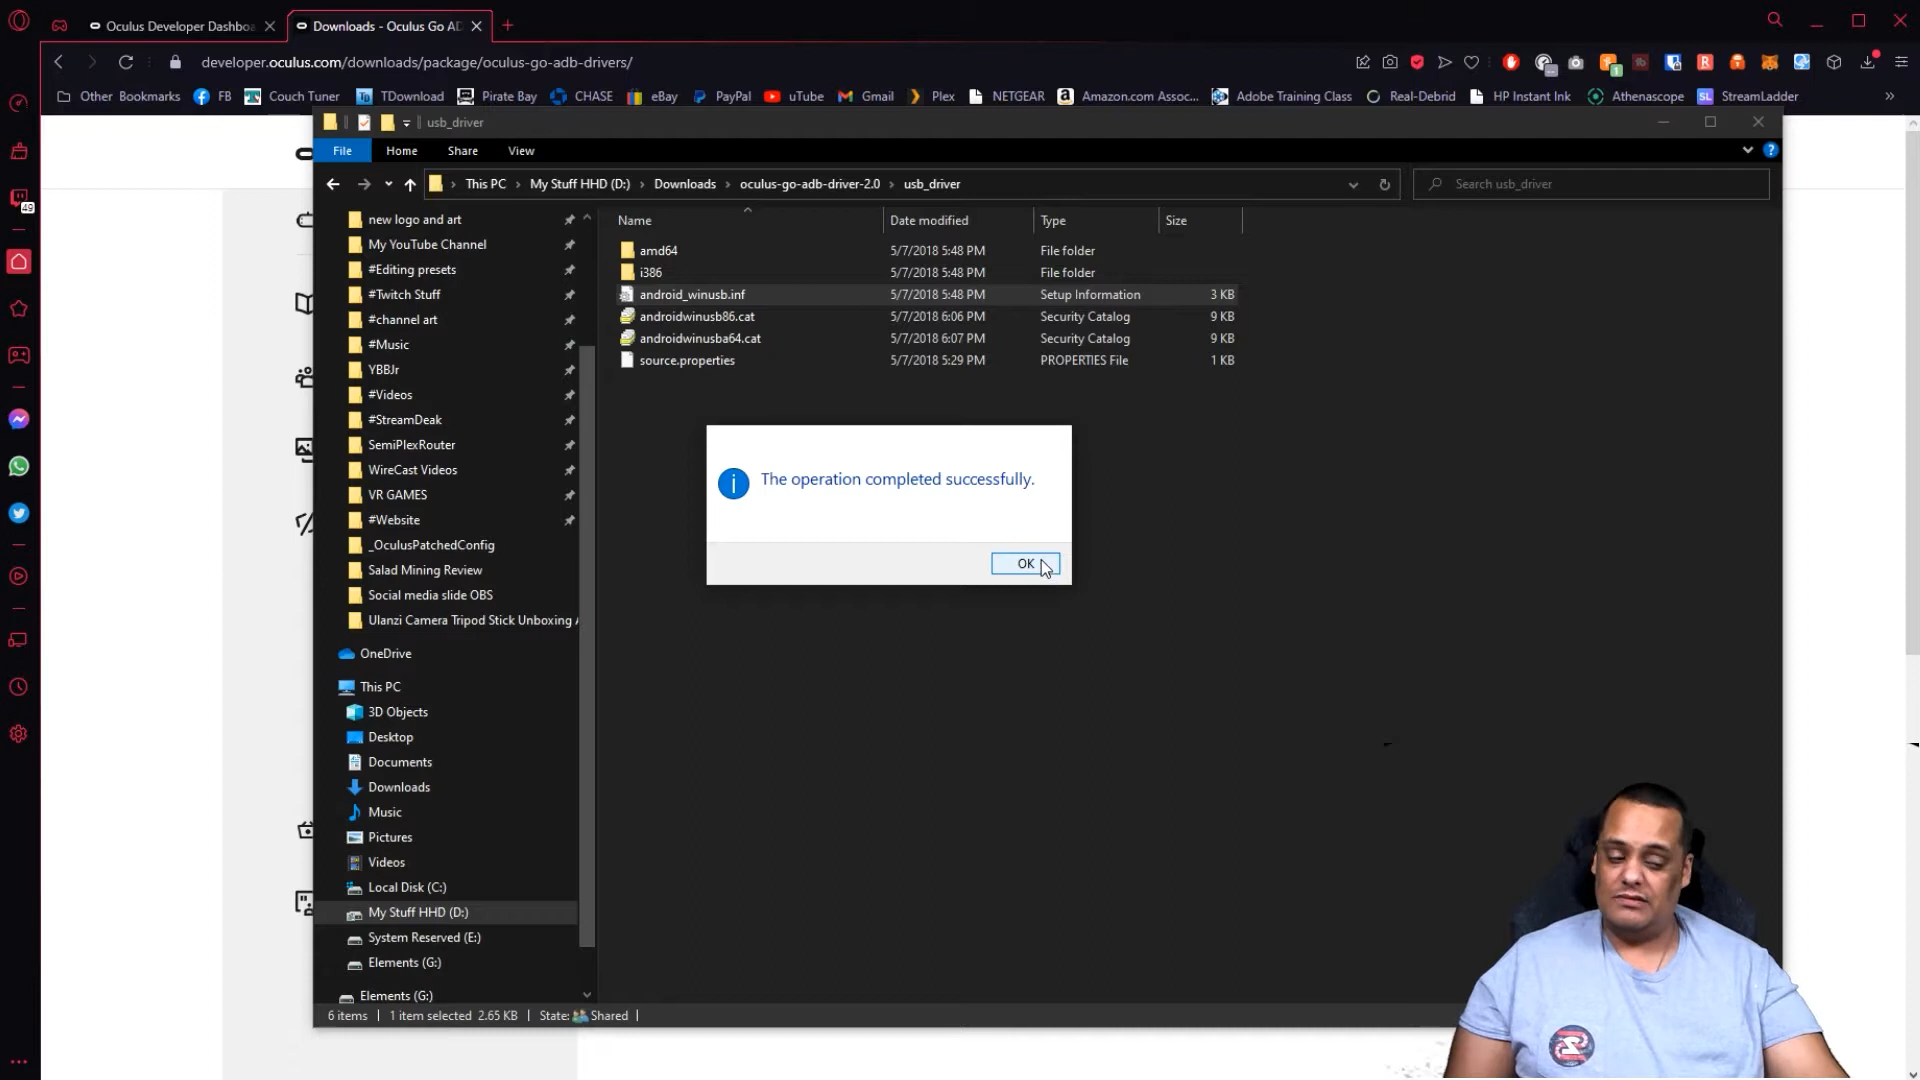 Oculus Developer Dashboa
Downloads - Oculus Go AD
developer.oculus.com/downloads/package/oculus-go-adb-drivers/
Other Bookmarks FB Couch Tuner TDownload Pirate Bay CHASE eBay PayPal uTube Gmail Plex NETGEAR Amazon.com Assoc... Adobe Training Class Real-Debrid HP Instant Ink Athenascope SL StreamLadder »
usb_driver
File Home Share View
This PC › My Stuff HHD (D:) › Downloads › oculus-go-adb-driver-2.0 › usb_driver
Search usb_driver
Name Date modified Type Size
amd64 5/7/2018 5:48 PM File folder
i386 5/7/2018 5:48 PM File folder
android_winusb.inf 5/7/2018 5:48 PM Setup Information 3 KB
androidwinusb86.cat 5/7/2018 6:06 PM Security Catalog 9 KB
androidwinusba64.cat 5/7/2018 6:07 PM Security Catalog 9 KB
source.properties 5/7/2018 5:29 PM PROPERTIES File 1 KB
new logo and art
My YouTube Channel
#Editing presets
#Twitch Stuff
#channel art
#Music
YBBJr
#Videos
#StreamDeak
SemiPlexRouter
WireCast Videos
VR GAMES
#Website
_OculusPatchedConfig
Salad Mining Review
Social media slide OBS
Ulanzi Camera Tripod Stick Unboxing
OneDrive
This PC
3D Objects
Desktop
Documents
Downloads
Music
Pictures
Videos
Local Disk (C:)
My Stuff HHD (D:)
System Reserved (E:)
Elements (G:)
Elements (G:)
The operation completed successfully.
OK
6 items 1 item selected 2.65 KB State: Shared
49
1